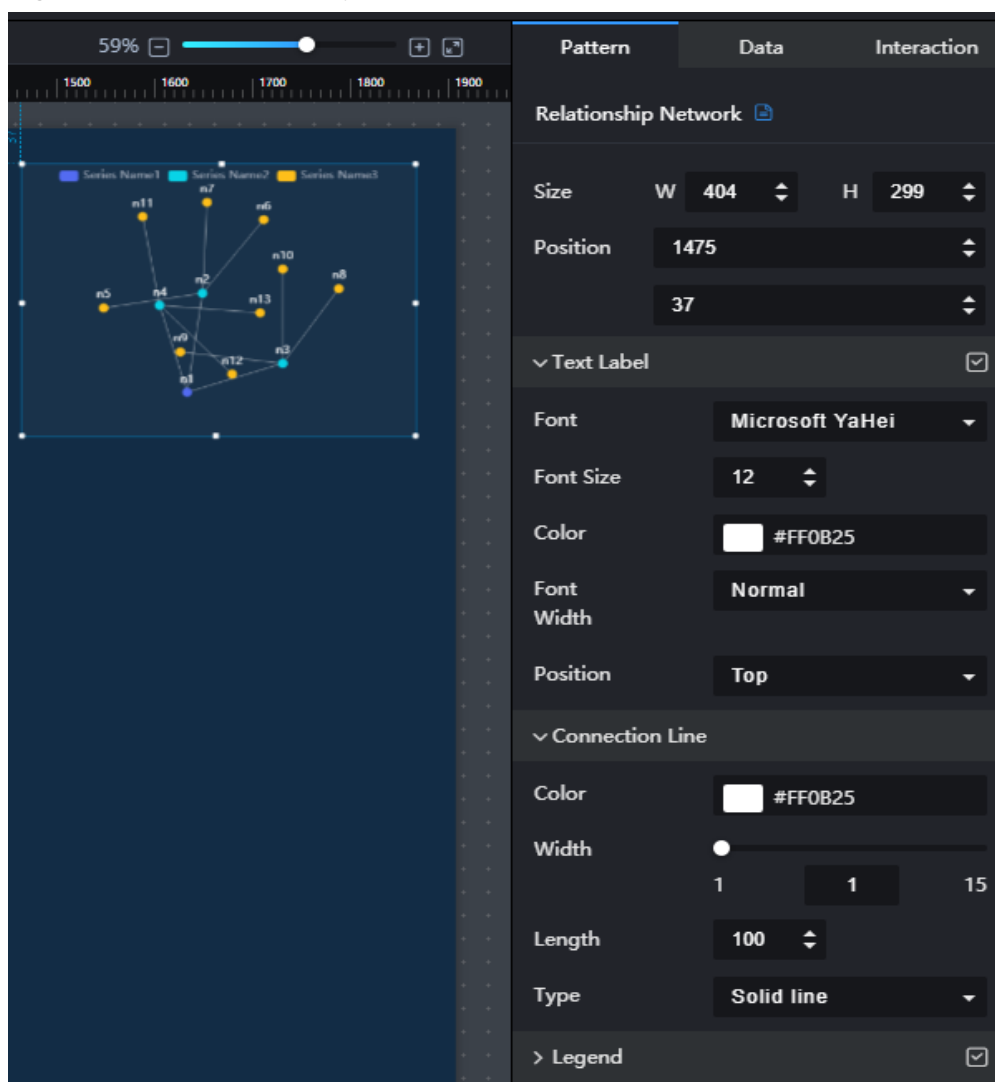 59%
Pattern Data Interaction
1500 1600 1700 1800 1900
Relationship Network
37
Series Name1 Series Name2 Series Name3
Size W 404 H 299
n7
n11
n6
Position 1475
n10
n8
n2
n5
n4
n13
37
n9
n3
n12
n1
Text Label
Font Microsoft YaHei
Font Size 12
Color #FF0B25
Font
Width
Normal
Position Top
Connection Line
Color #FF0B25
Width
1 1 15
Length 100
Type Solid line
Legend